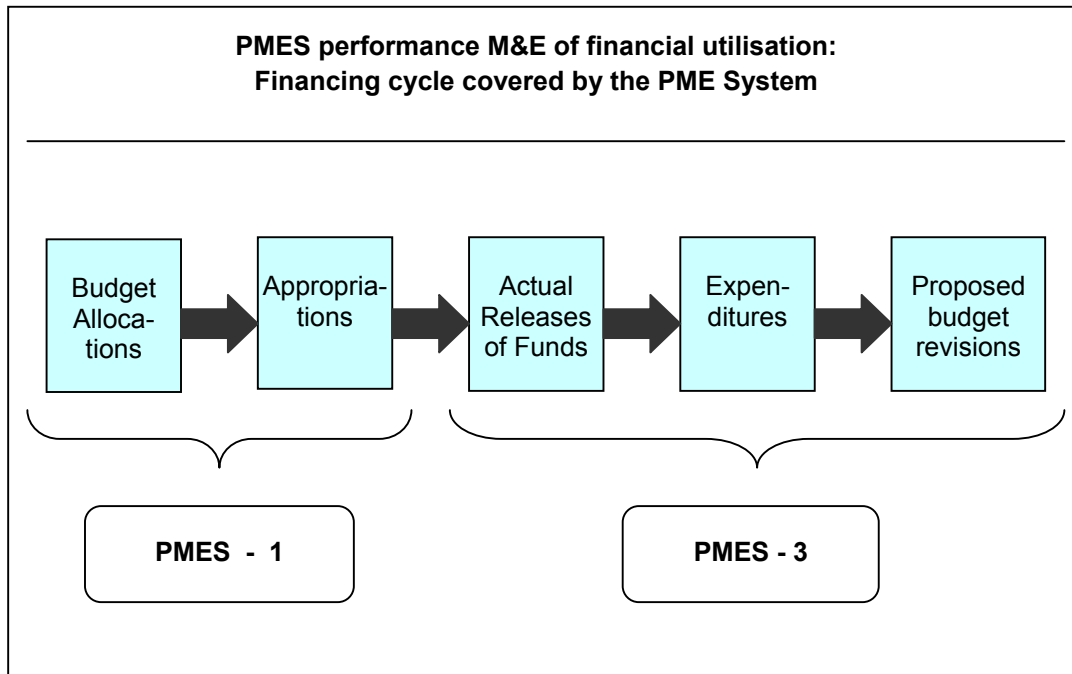 PMES performance M&E of financial utilisation:
Financing cycle covered by the PME System
Budget
Alloca-
tions
Appropria-
tions
Actual
Releases
of Funds
Expen-
ditures
Proposed
budget
revisions
PMES - 1
PMES - 3